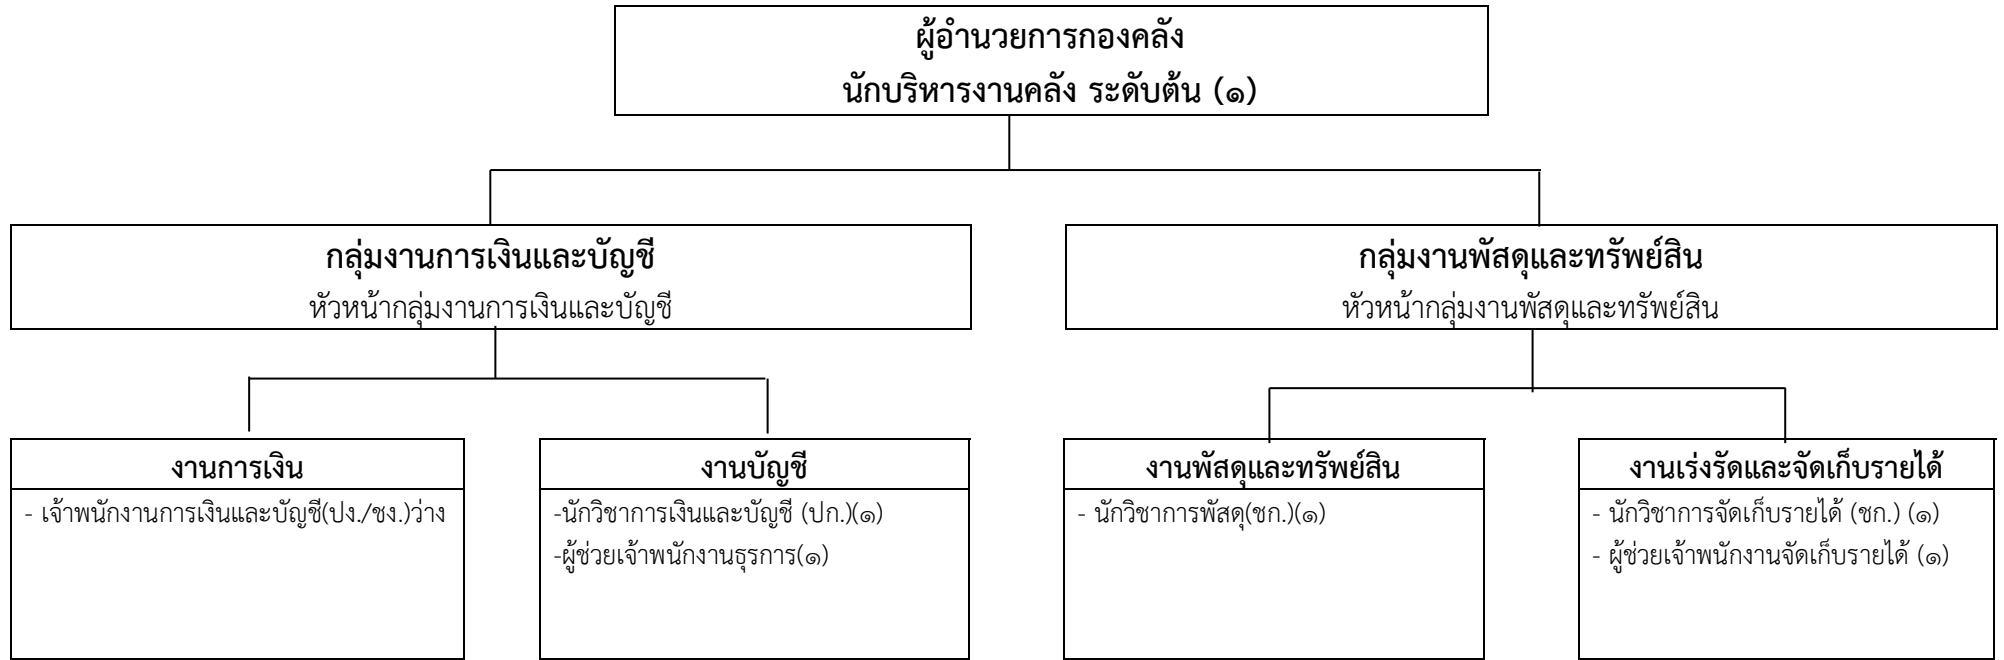 ผู้อำนวยการกองคลัง
นักบริหารงานคลัง ระดับต้น (๑)
กลุ่มงานการเงินและบัญชี
หัวหน้ากลุ่มงานการเงินและบัญชี
กลุ่มงานพัสดุและทรัพย์สิน
หัวหน้ากลุ่มงานพัสดุและทรัพย์สิน
งานการเงิน
- เจ้าพนักงานการเงินและบัญชี(ปง./ชง.)ว่าง
งานบัญชี
-นักวิชาการเงินและบัญชี (ปก.)(๑)
-ผู้ช่วยเจ้าพนักงานธุรการ(๑)
งานพัสดุและทรัพย์สิน
- นักวิชาการพัสดุ(ชก.)(๑)
งานเร่งรัดและจัดเก็บรายได้
- นักวิชาการจัดเก็บรายได้ (ชก.) (๑)
- ผู้ช่วยเจ้าพนักงานจัดเก็บรายได้ (๑)